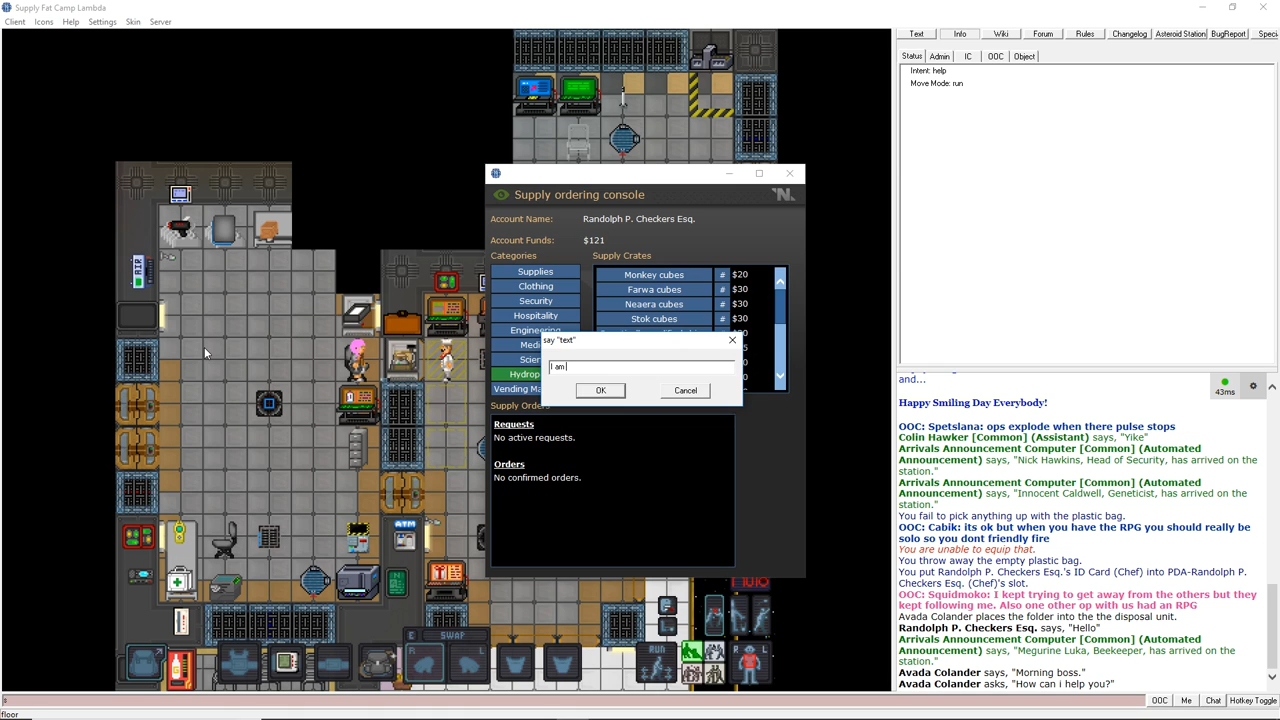 Supply Fat Camp Lambda
Client Icons Help Settings Skin Server
Text Info Wiki Forum Rules Changelog Asteroid Station BugReport Speci
Status Admin IC OOC Object
Intent: help
Move Mode: run
Supply ordering console
Account Name: Randolph P. Checkers Esq.
Account Funds: $121
Categories Supply Crates
Supplies Monkey cubes # $20
Clothing Farwa cubes # $30
Security Neaera cubes # $30
Hospitality Stok cubes # $30
Engineering
say "text"
I am
OK Cancel
Medi
Scien
Hydrop
Vending Ma
Supply Orders
Requests
No active requests.
Orders
No confirmed orders.
AIR
ATM
E SWAP
R L
RUN
R L
and...
43ms
Happy Smiling Day Everybody!
OOC: Spetslana: ops explode when there pulse stops
Colin Hawker [Common] (Assistant) says, "Yike"
Arrivals Announcement Computer [Common] (Automated
Announcement) says, "Nick Hawkins, Head of Security, has arrived on the
station."
Arrivals Announcement Computer [Common] (Automated
Announcement) says, "Innocent Caldwell, Geneticist, has arrived on the
station."
You fail to pick anything up with the plastic bag.
OOC: Cabik: its ok but when you have the RPG you should really be
solo so you dont friendly fire
You are unable to equip that.
You throw away the empty plastic bag.
You put Randolph P. Checkers Esq.'s ID Card (Chef) into PDA-Randolph P.
Checkers Esq. (Chef)'s slot.
OOC: Squidmoko: I kept trying to get away from the others but they
kept following me. Also one other op with us had an RPG
Avada Colander places the folder into the the disposal unit.
Randolph P. Checkers Esq. says, "Hello"
Arrivals Announcement Computer [Common] (Automated
Announcement) says, "Megurine Luka, Beekeeper, has arrived on the
station."
Avada Colander says, "Morning boss."
Avada Colander asks, "How can i help you?"
OOC Me Chat Hotkey Toggle
floor